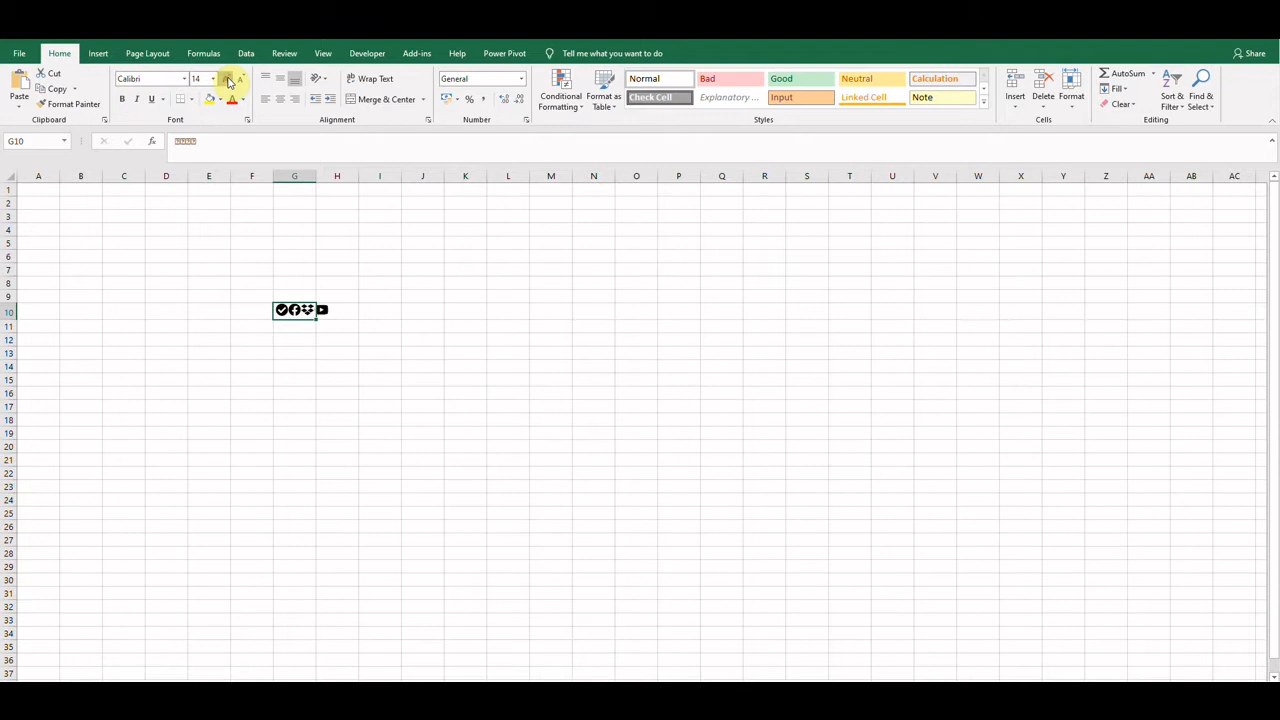 File Home Insert Page Layout Formulas Data Review View Developer Add-ins Help Power Pivot Tell me what you want to do Share
Cut
Copy
Format Painter
Paste
Clipboard
Calibri 14
B I U
Font
Wrap Text
Merge & Center
Alignment
General
%
Number
Conditional Formatting
Format as Table
Normal Bad Good Neutral Calculation
Check Cell Explanatory ... Input Linked Cell Note
Styles
Insert Delete Format
Cells
AutoSum
Fill
Clear
Sort & Filter
Find & Select
Editing
G10 fx
A B C D E F G H I J K L M N O P Q R S T U V W X Y Z AA AB AC
1
2
3
4
5
6
7
8
9
10
11
12
13
14
15
16
17
18
19
20
21
22
23
24
25
26
27
28
29
30
31
32
33
34
35
36
37